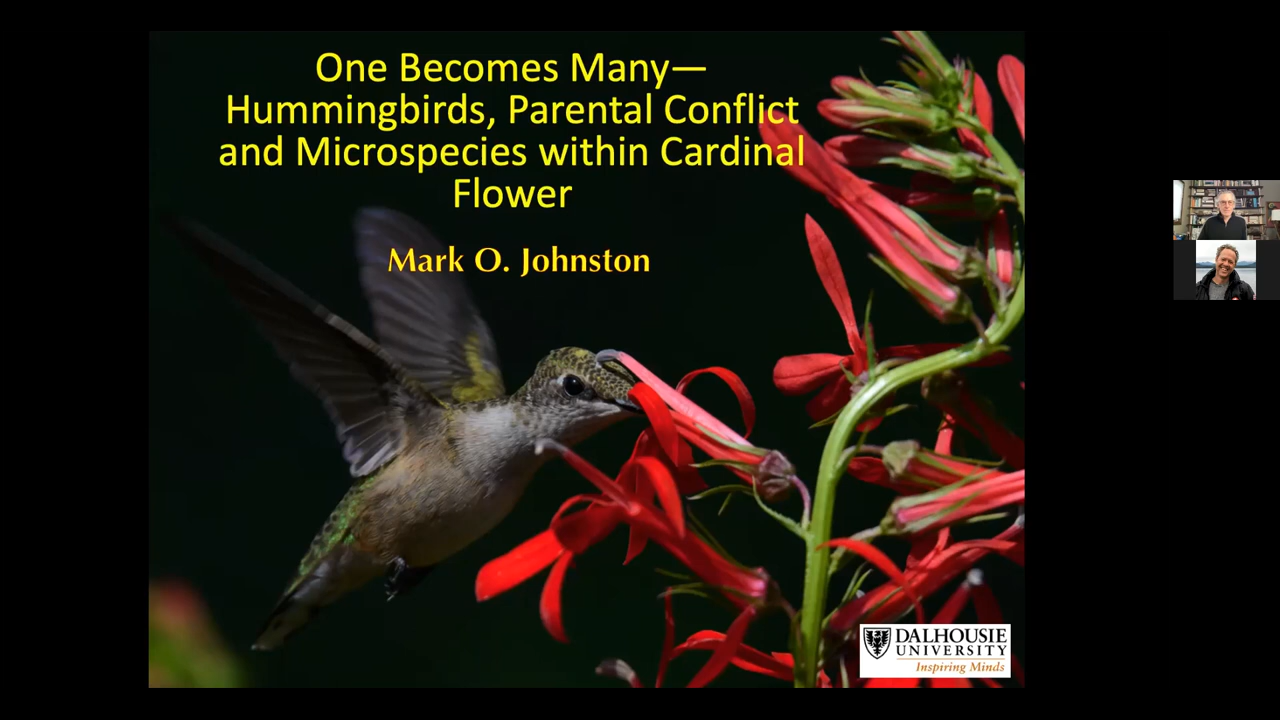 One Becomes Many—
Hummingbirds, Parental Conflict
and Microspecies within Cardinal
Flower
Mark O. Johnston
DALHOUSIE
UNIVERSITY
Inspiring Minds